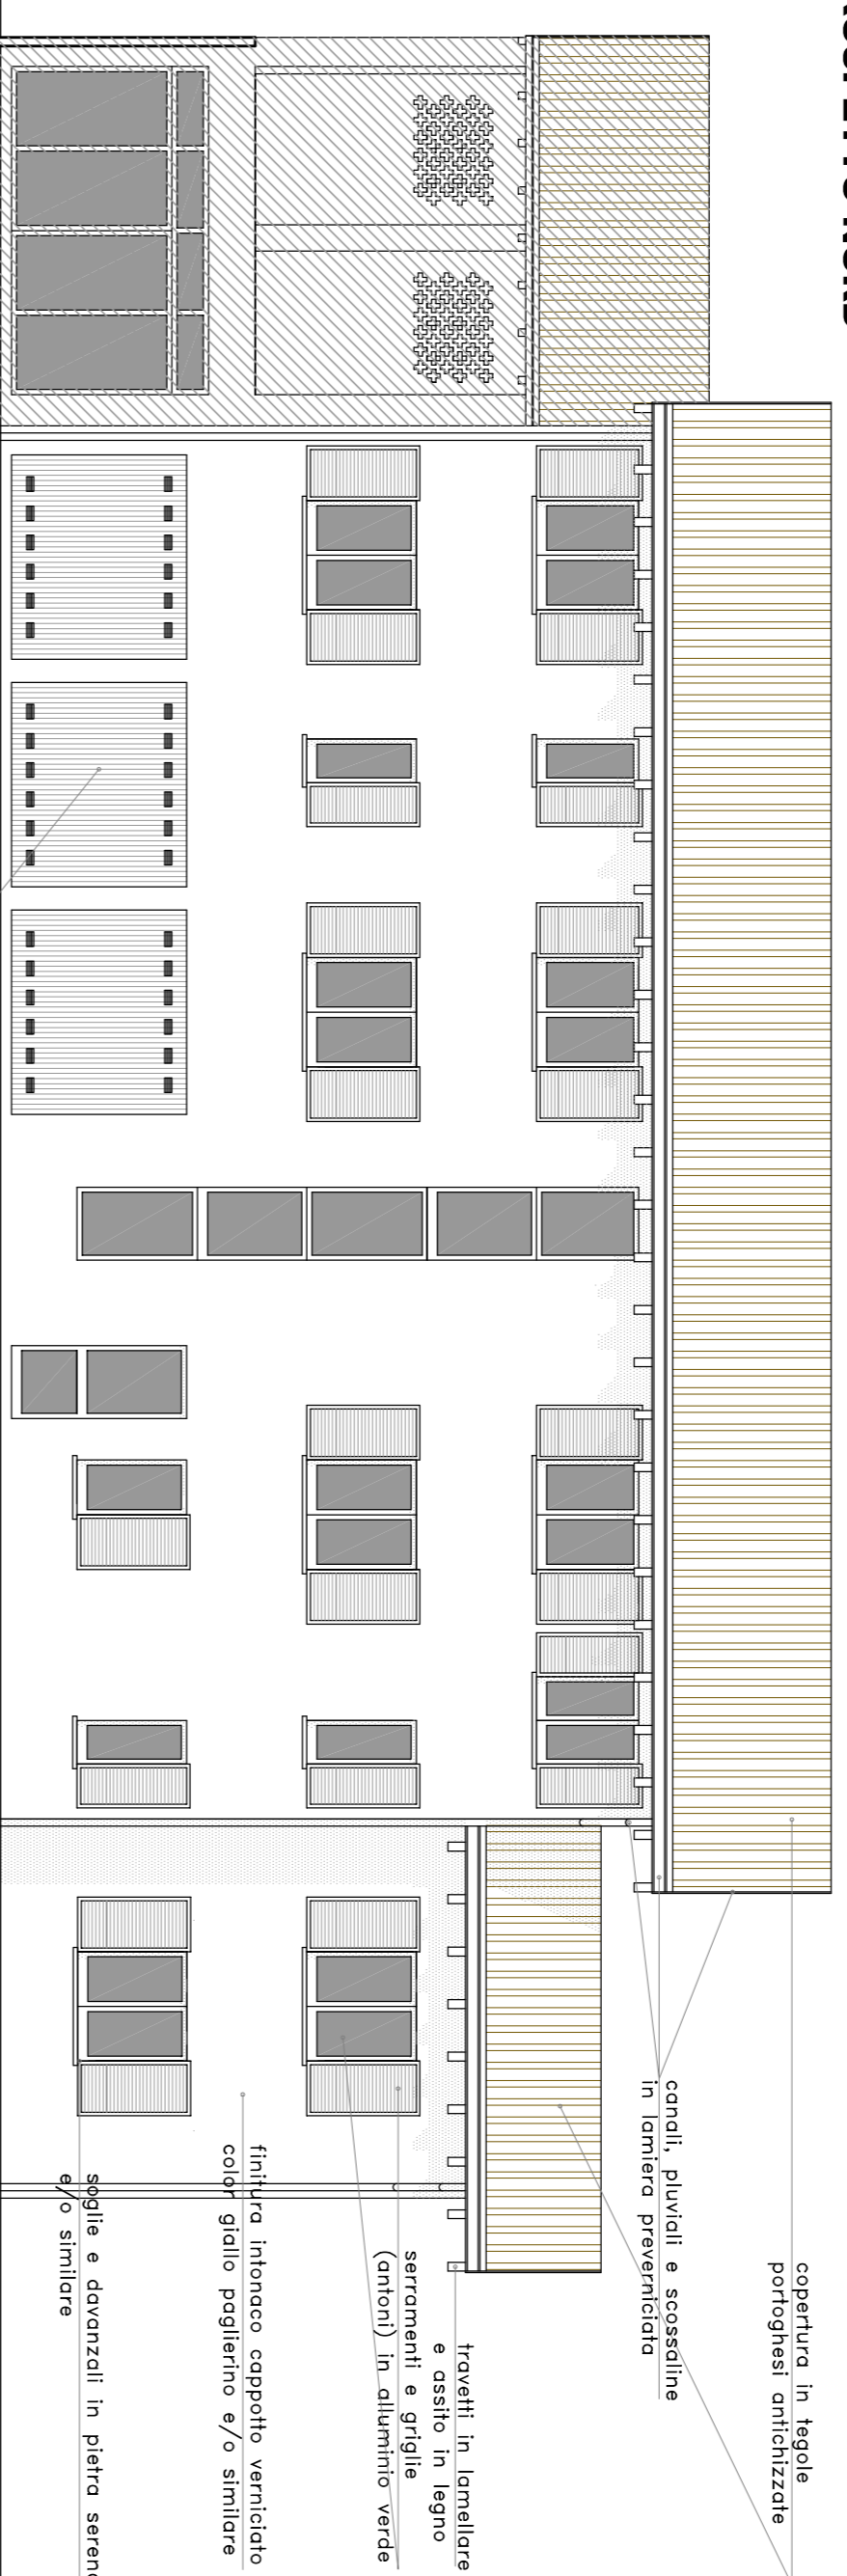 copertura in tegole
portoghesi antichizzate
canali, pluviali e scossaline
in lamiera preverniciata
travetti in lamellare
e assito in legno
serramenti e griglie
(antoni) in alluminio verde
finitura intonaco cappotto verniciato
color giallo paglierino e/o similare
soglie e davanzali in pietra serena
e/o similare